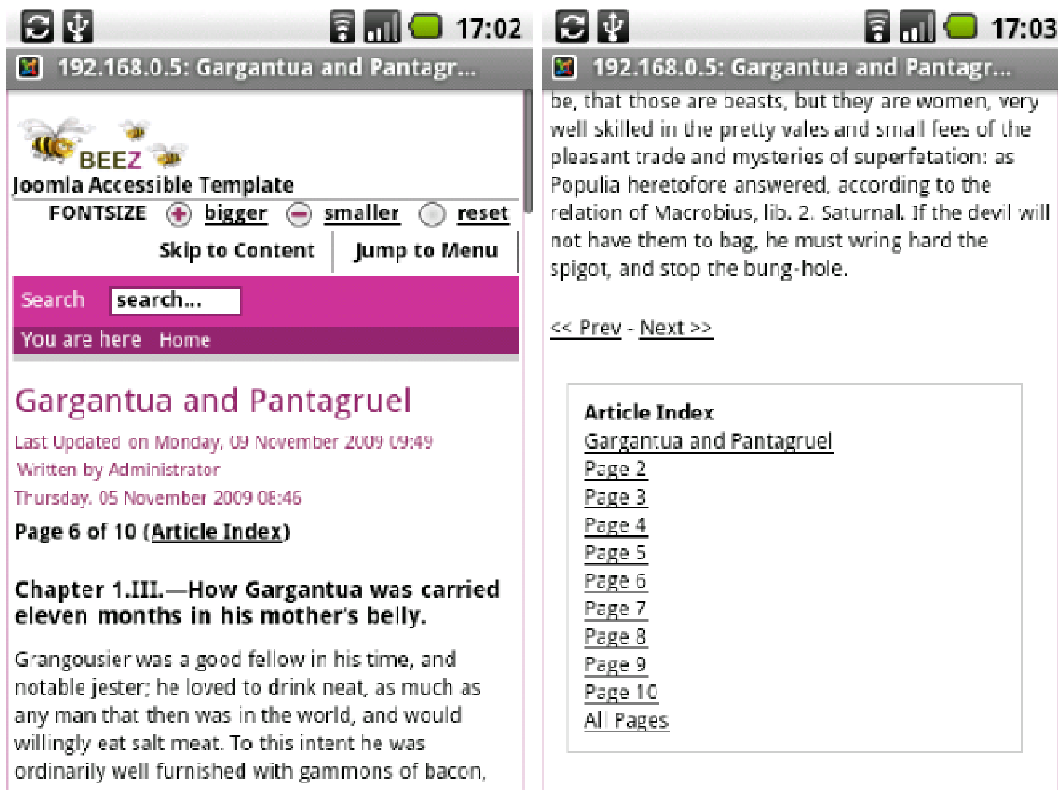 17:02
192.168.0.5: Gargantua and Pantagr...
BEEZ
Joomla Accessible Template
FONTSIZE bigger smaller reset
Skip to Content Jump to Menu
Search search...
You are here Home
Gargantua and Pantagruel
Last Updated on Monday, 09 November 2009 09:49
Written by Administrator
Thursday, 05 November 2009 08:46
Page 6 of 10 (Article Index)
Chapter 1.III.—How Gargantua was carried
eleven months in his mother's belly.
Grangousier was a good fellow in his time, and
notable jester; he loved to drink neat, as much as
any man that then was in the world, and would
willingly eat salt meat. To this intent he was
ordinarily well furnished with gammons of bacon,
17:03
192.168.0.5: Gargantua and Pantagr...
be, that those are beasts, but they are women, very
well skilled in the pretty vales and small fees of the
pleasant trade and mysteries of superfetation: as
Populia heretofore answered, according to the
relation of Macrobius, lib. 2. Saturnal. If the devil will
not have them to bag, he must wring hard the
spigot, and stop the bung-hole.
<< Prev - Next >>
Article Index
Gargantua and Pantagruel
Page 2
Page 3
Page 4
Page 5
Page 6
Page 7
Page 8
Page 9
Page 10
All Pages